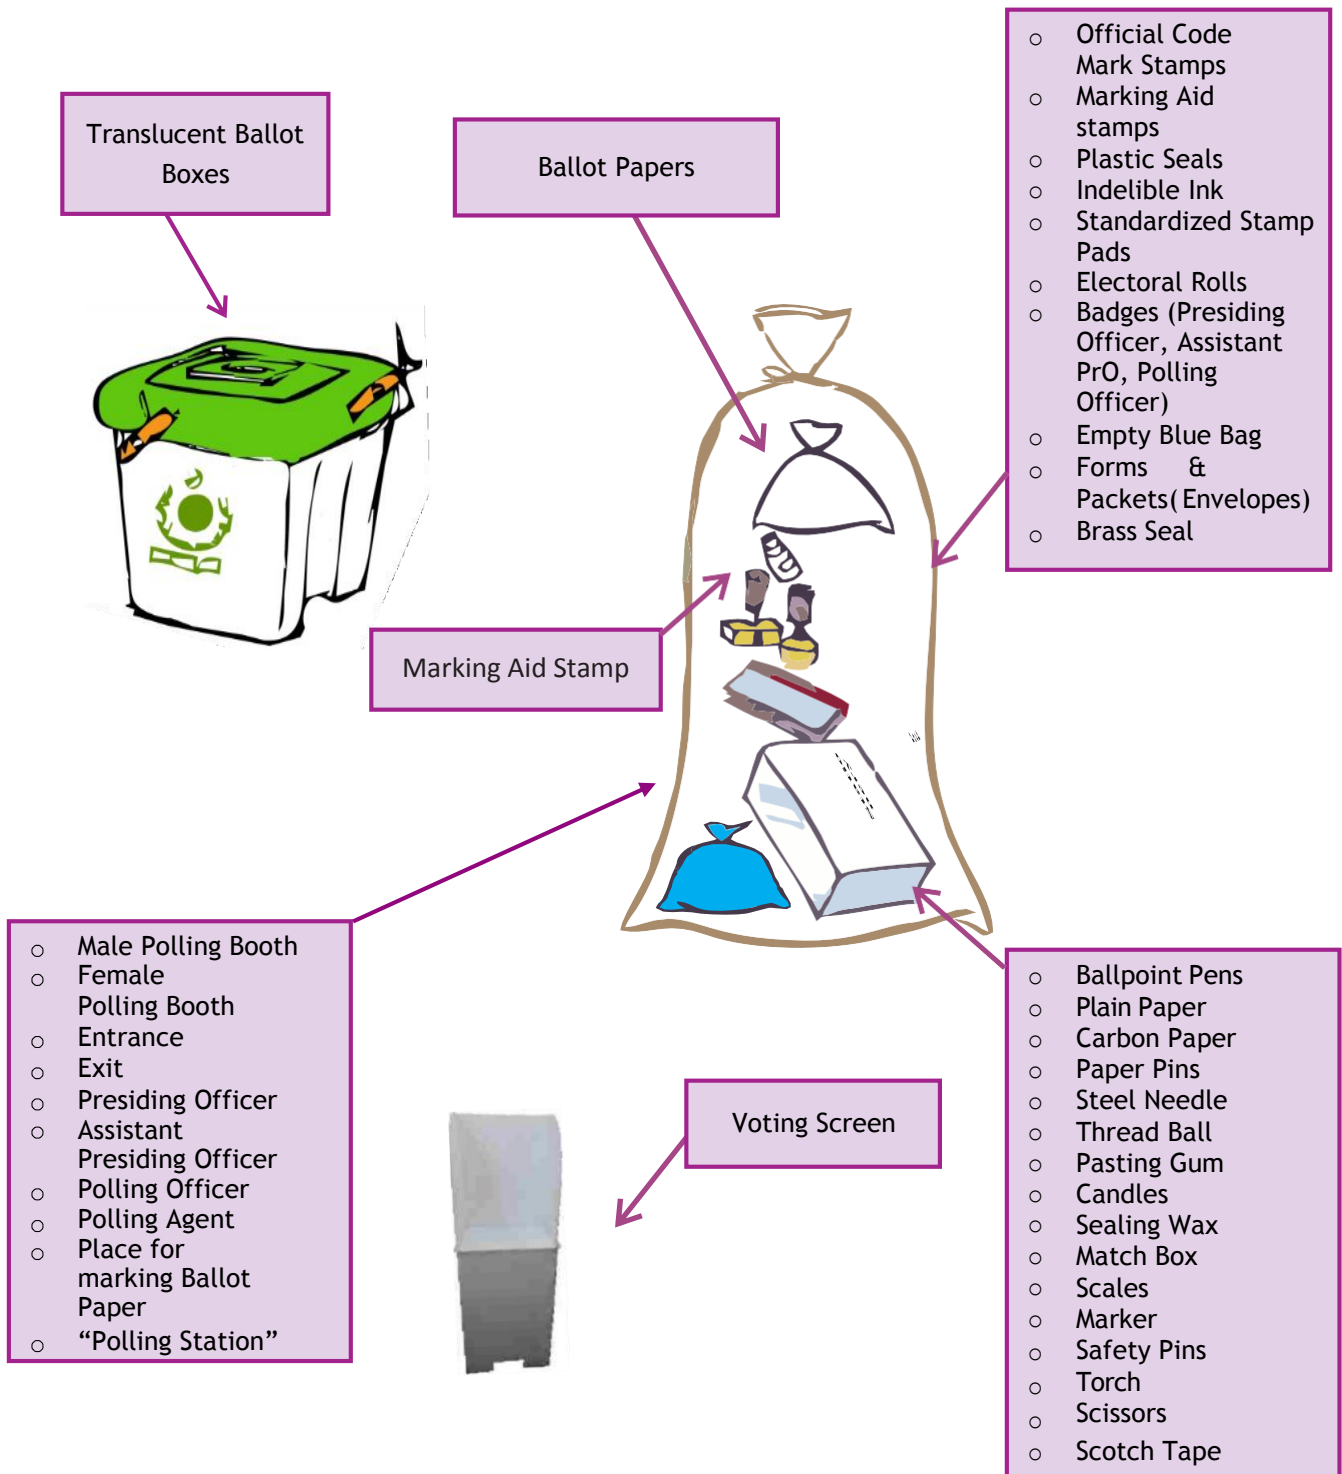 Translucent Ballot
Boxes
Ballot Papers
o Official Code
Mark Stamps
o Marking Aid
stamps
o Plastic Seals
o Indelible Ink
o Standardized Stamp
Pads
o Electoral Rolls
o Badges (Presiding
Officer, Assistant
PrO, Polling
Officer)
o Empty Blue Bag
o Forms &
Packets(Envelopes)
o Brass Seal
Marking Aid Stamp
o Male Polling Booth
o Female
Polling Booth
o Entrance
o Exit
o Presiding Officer
o Assistant
Presiding Officer
o Polling Officer
o Polling Agent
o Place for
marking Ballot
Paper
o “Polling Station”
Voting Screen
o Ballpoint Pens
o Plain Paper
o Carbon Paper
o Paper Pins
o Steel Needle
o Thread Ball
o Pasting Gum
o Candles
o Sealing Wax
o Match Box
o Scales
o Marker
o Safety Pins
o Torch
o Scissors
o Scotch Tape